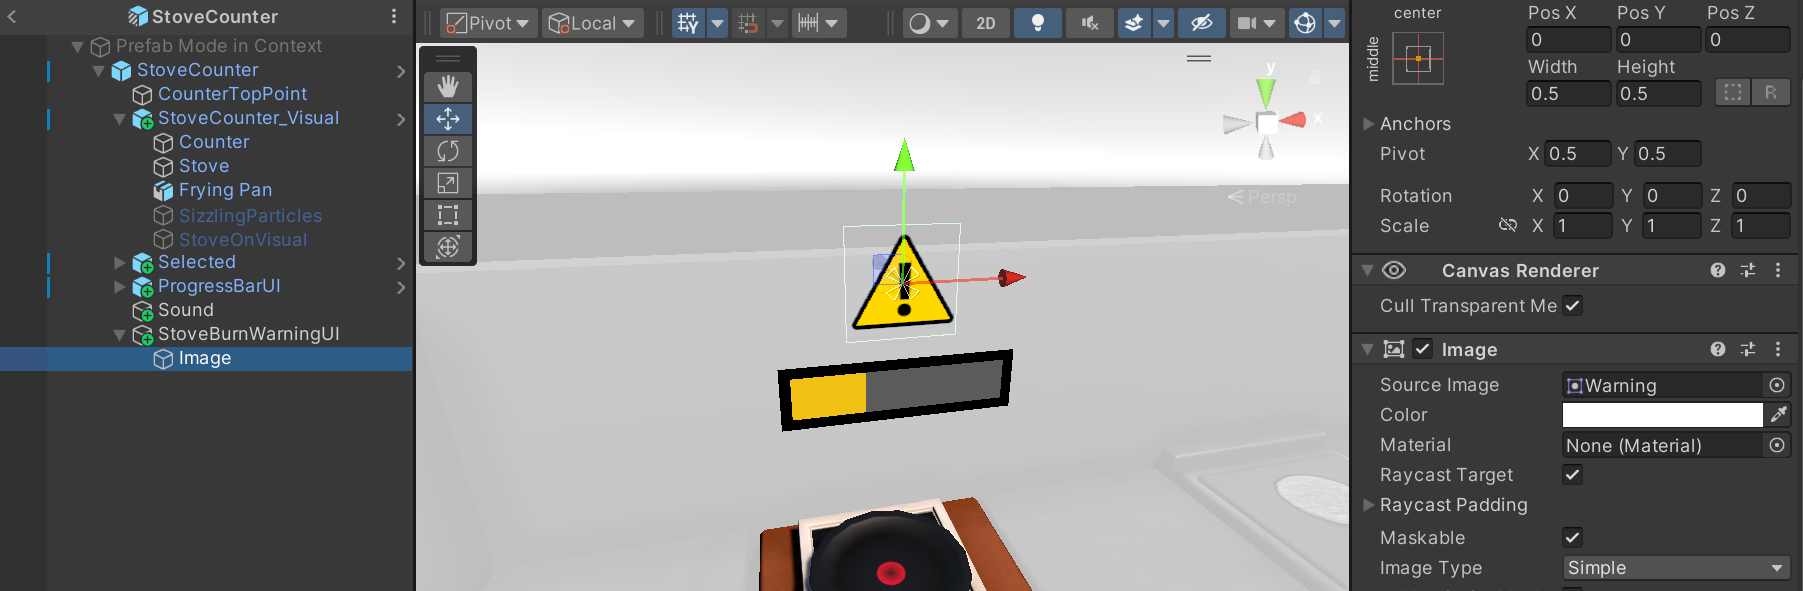 StoveCounter
Prefab Mode in Context
StoveCounter
CounterTopPoint
StoveCounter_Visual
Counter
Stove
Frying Pan
SizzlingParticles
StoveOnVisual
Selected
ProgressBarUI
Sound
StoveBurnWarningUI
Image
Pivot
Local
2D
y
x
Persp
center
middle
Pos X Pos Y Pos Z
0 0 0
Width Height
0.5 0.5
R
Anchors
Pivot X 0.5 Y 0.5
Rotation X 0 Y 0 Z 0
Scale X 1 Y 1 Z 1
Canvas Renderer
Cull Transparent Me
Image
Source Image Warning
Color
Material None (Material)
Raycast Target
Raycast Padding
Maskable
Image Type Simple